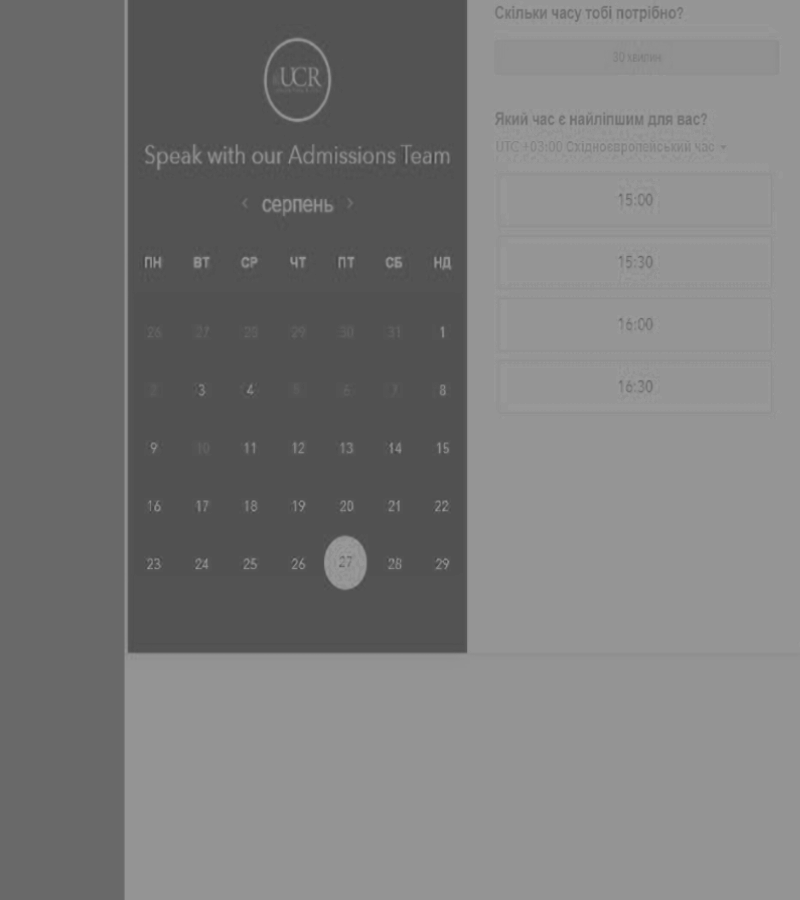 UCR
Speak with our Admissions Team
‹ серпень ›
ПН ВТ СР ЧТ ПТ СБ НД
26 27 28 29 30 31 1
2 3 4 5 6 7 8
9 10 11 12 13 14 15
16 17 18 19 20 21 22
23 24 25 26 27 28 29
Скільки часу тобі потрібно?
30 минин
Який час є найліпшим для вас?
UTC +03:00 Східноєвропейський час
15:00
15:30
16:00
16:30